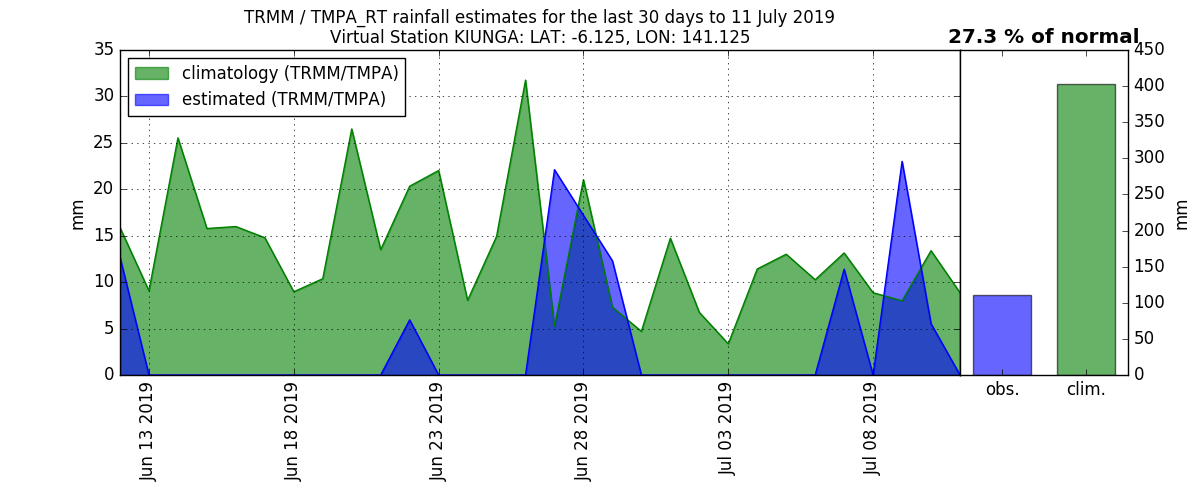 TRMM / TMPA_RT rainfall estimates for the last 30 days to 11 July 2019
Virtual Station KIUNGA: LAT: -6.125, LON: 141.125
27.3 % of normal
climatology (TRMM/TMPA)
estimated (TRMM/TMPA)
35
30
25
20
15
10
5
0
mm
Jun 13 2019
Jun 18 2019
Jun 23 2019
Jun 28 2019
Jul 03 2019
Jul 08 2019
450
400
350
300
250
200
150
100
50
0
mm
obs.
clim.